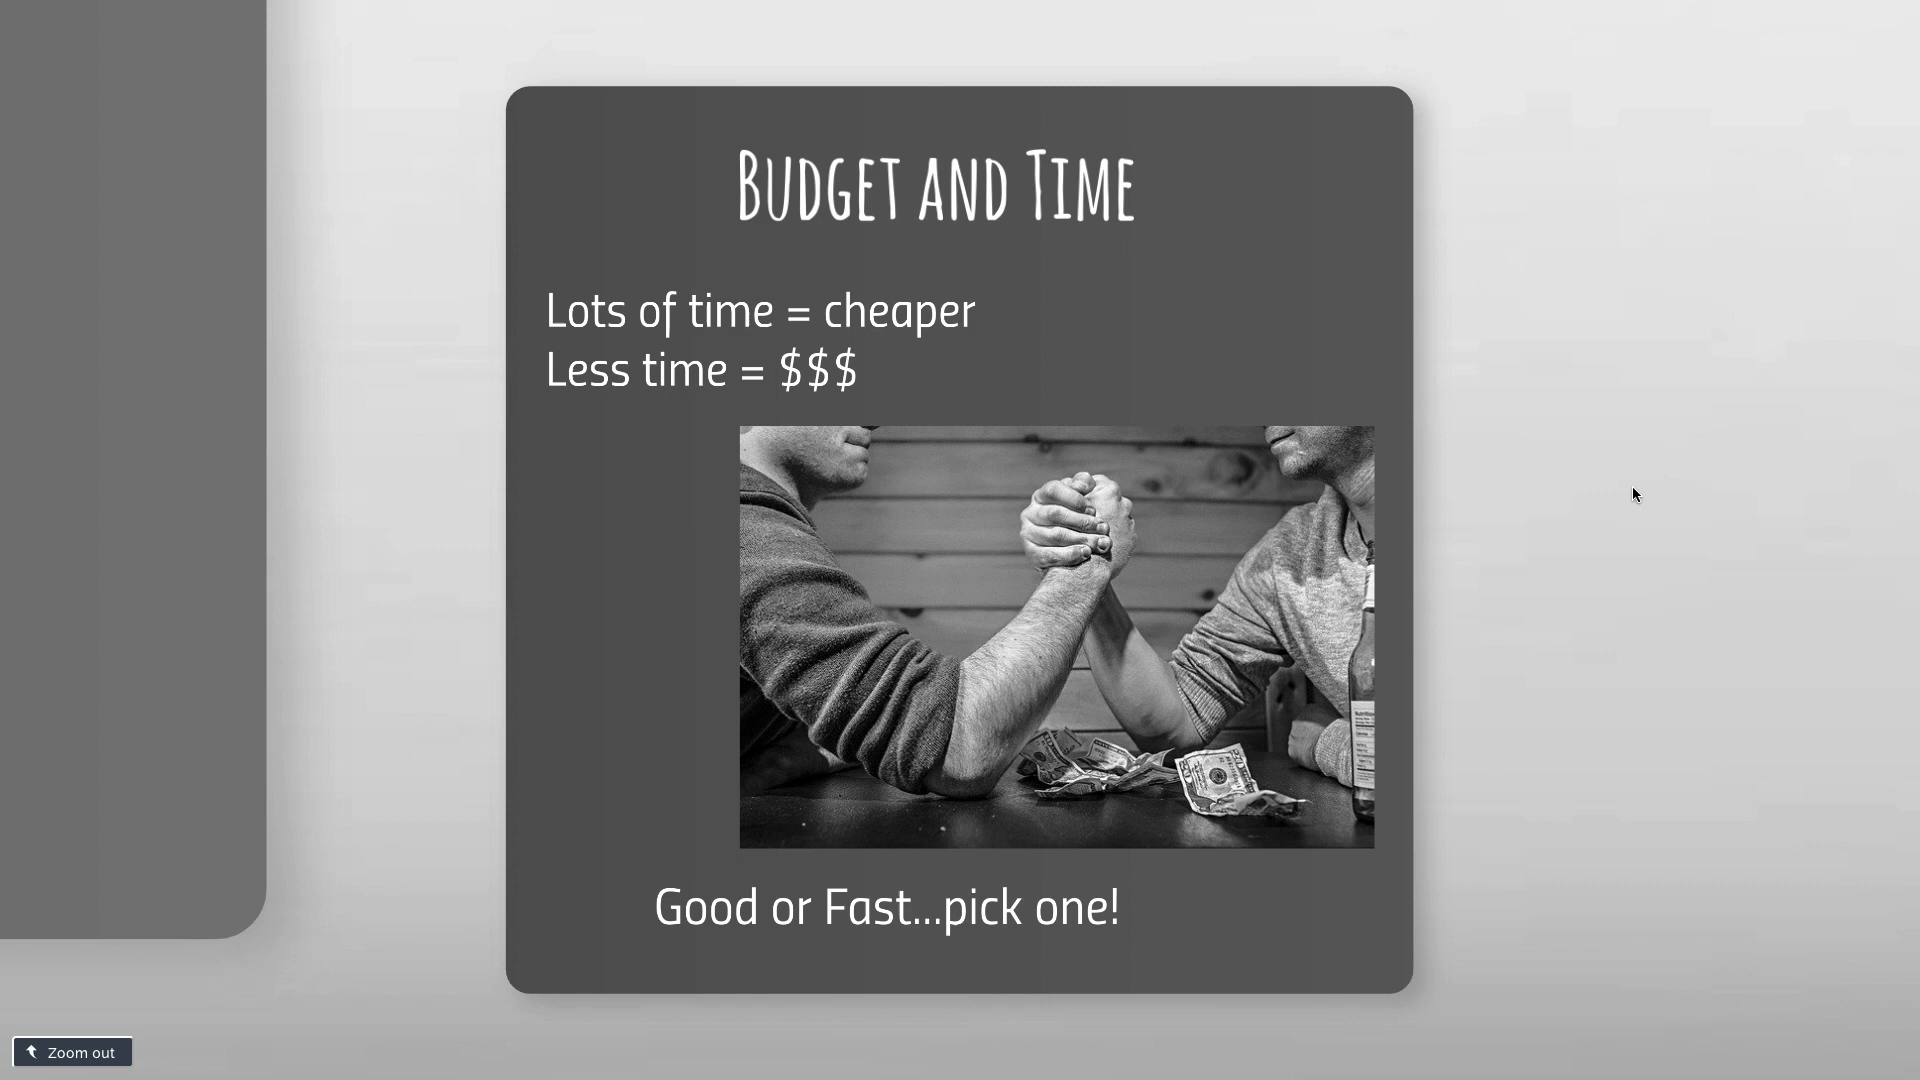 Budget and Time
Lots of time = cheaper
Less time = $$$
Good or Fast...pick one!
Zoom out